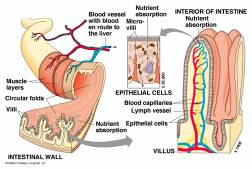 Blood vessel
with blood
en route to
the liver
Nutrient
absorption
Micro-
villi
INTERIOR OF INTESTINE
Nutrient
absorption
Muscle
layers
Circular folds
Villi
EPITHELIAL CELLS
Blood capillaries
Lymph vessel
Epithelial cells
Nutrient
absorption
INTESTINAL WALL
VILLUS